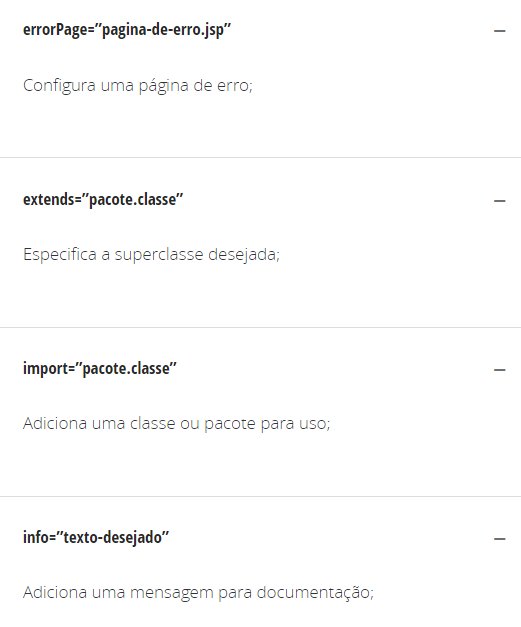 errorPage=”pagina-de-erro.jsp”
Configura uma página de erro;
extends=”pacote.classe”
Especifica a superclasse desejada;
import=”pacote.classe”
Adiciona uma classe ou pacote para uso;
info=”texto-desejado”
Adiciona uma mensagem para documentação;